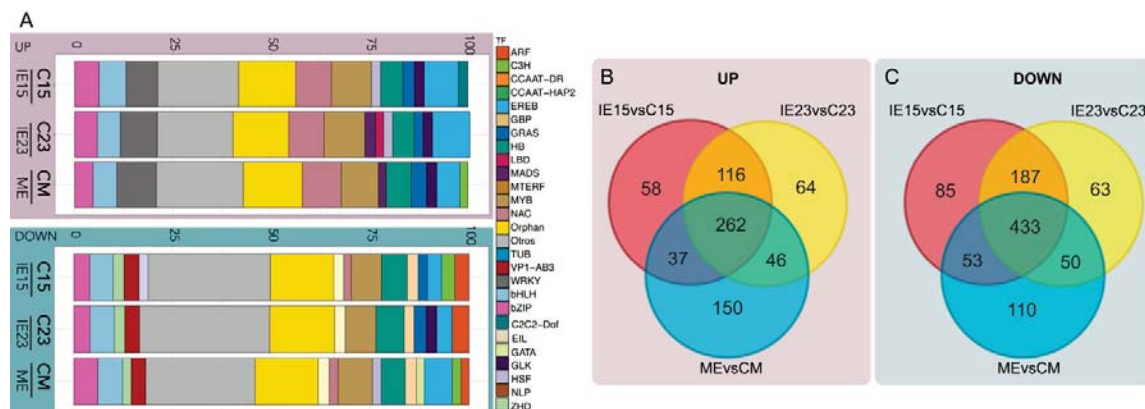 A
UP
0 25 50 75 100
C15
IE15
C23
IE23
CM
ME
DOWN
0 25 50 75 100
C15
IE15
C23
IE23
CM
ME
TF
ARF
C3H
CCAAT-DR
CCAAT-HAP2
EREB
GBP
GRAS
HB
LBD
MADS
MTERF
MYB
NAC
Orphan
Otros
TUB
VP1-AB3
WRKY
bHLH
bZIP
C2C2-Dof
EIL
GATA
GLK
HSF
NLP
ZHD
B
UP
IE15vsC15
IE23vsC23
58
116
64
262
37
46
150
MEvsCM
C
DOWN
IE15vsC15
IE23vsC23
85
187
63
433
53
50
110
MEvsCM